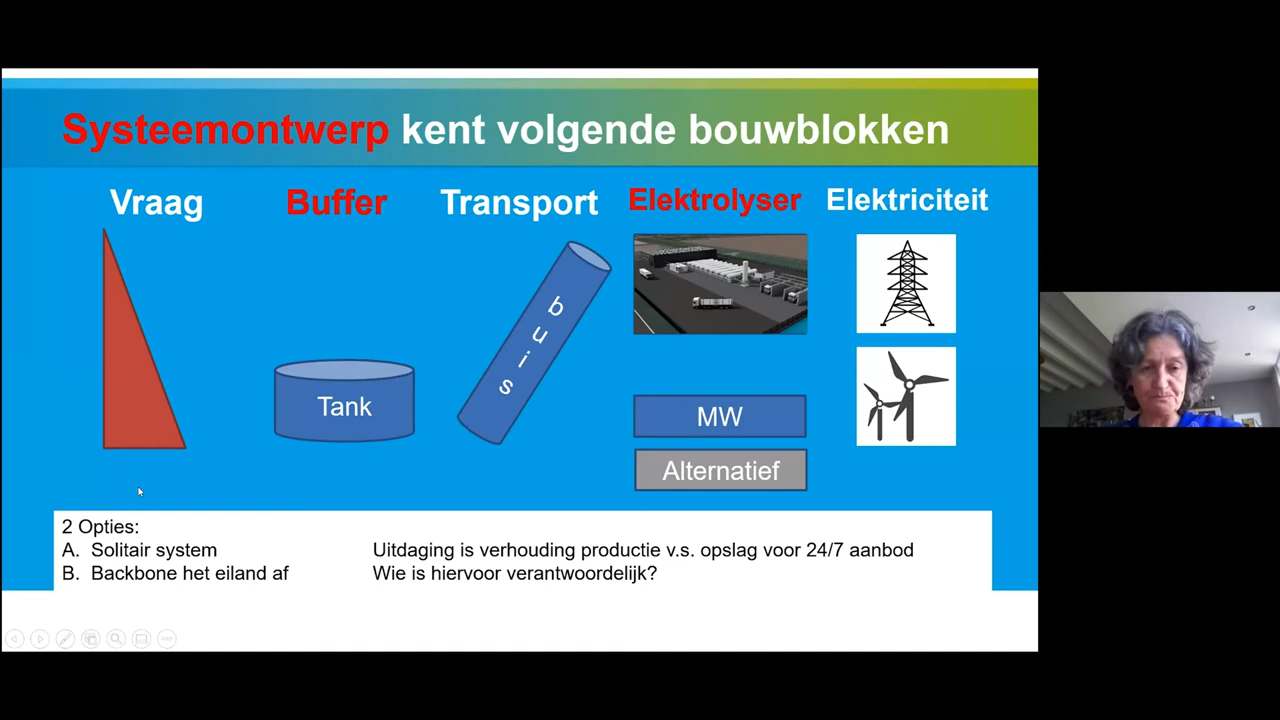 Systeemontwerp kent volgende bouwblokken
Vraag
Buffer
Transport
Elektrolyser
Elektriciteit
Tank
buis
MW
Alternatief
2 Opties:
A. Solitair system Uitdaging is verhouding productie v.s. opslag voor 24/7 aanbod
B. Backbone het eiland af Wie is hiervoor verantwoordelijk?